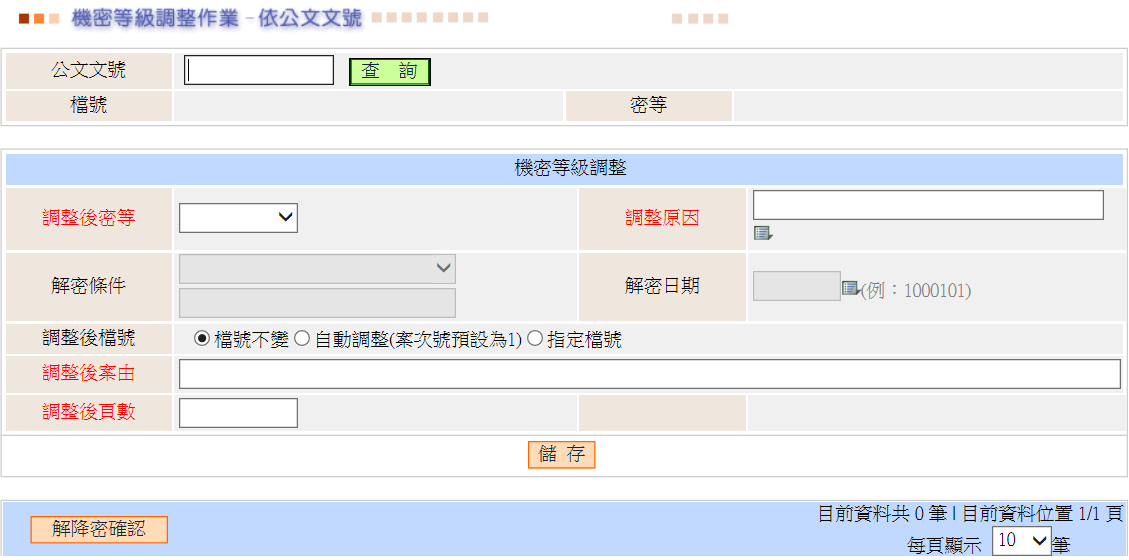 機密等級調整作業－依公文文號
公文文號 查 詢
檔號 密等
機密等級調整
調整後密等 調整原因
解密條件 解密日期 (例：1000101)
調整後檔號 檔號不變 自動調整(案次號預設為1) 指定檔號
調整後案由
調整後頁數
儲 存
解降密確認 目前資料共 0 筆 | 目前資料位置 1/1 頁
每頁顯示 10 筆